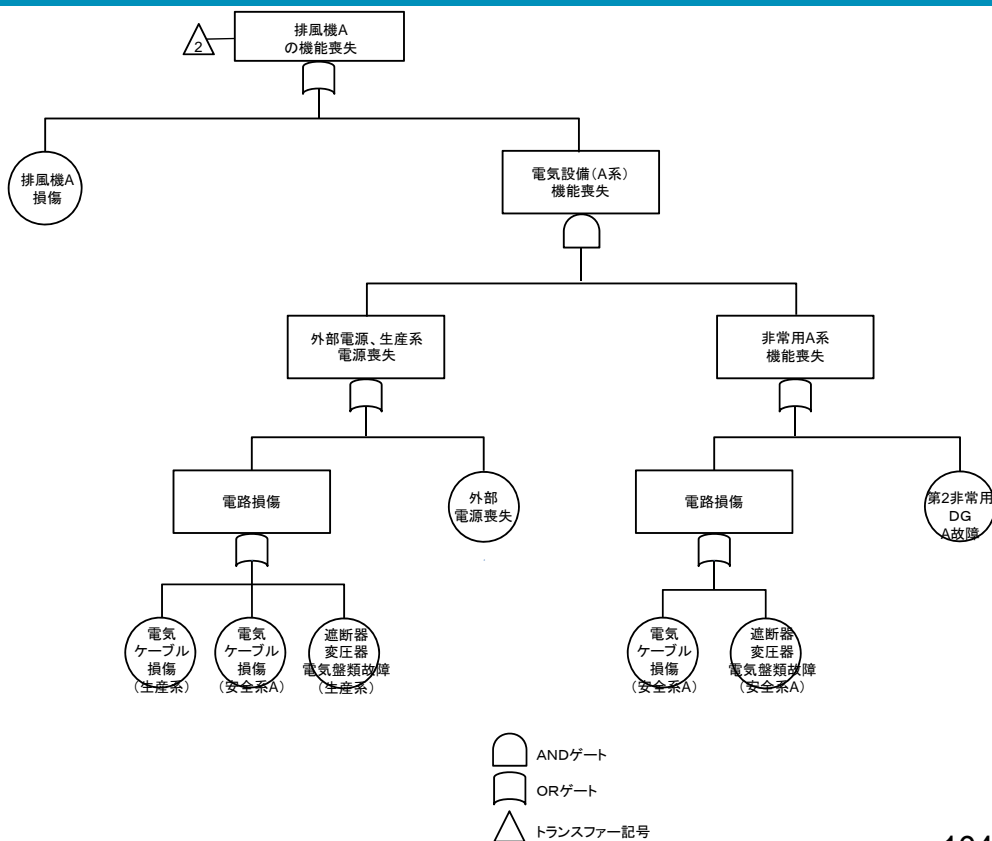 排風機A
の機能喪失
2
排風機A
損傷
電気設備(A系)
機能喪失
外部電源、生産系
電源喪失
非常用A系
機能喪失
電路損傷
外部
電源喪失
電路損傷
第2非常用
DG
A故障
電気
ケーブル
損傷
(生産系)
電気
ケーブル
損傷
(安全系A)
遮断器
変圧器
電気盤類故障
(生産系)
電気
ケーブル
損傷
(安全系A)
遮断器
変圧器
電気盤類故障
(安全系A)
ANDゲート
ORゲート
トランスファー記号